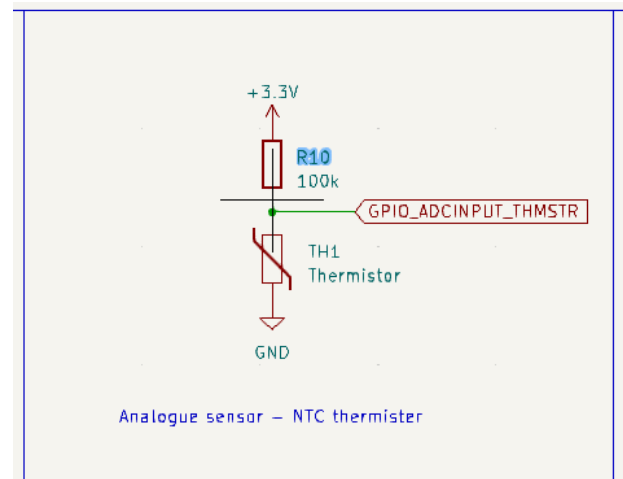 +3.3V
R10
100k
GPIO_ADCINPUT_THMSTR
TH1
Thermistor
GND
Analogue sensor – NTC thermister